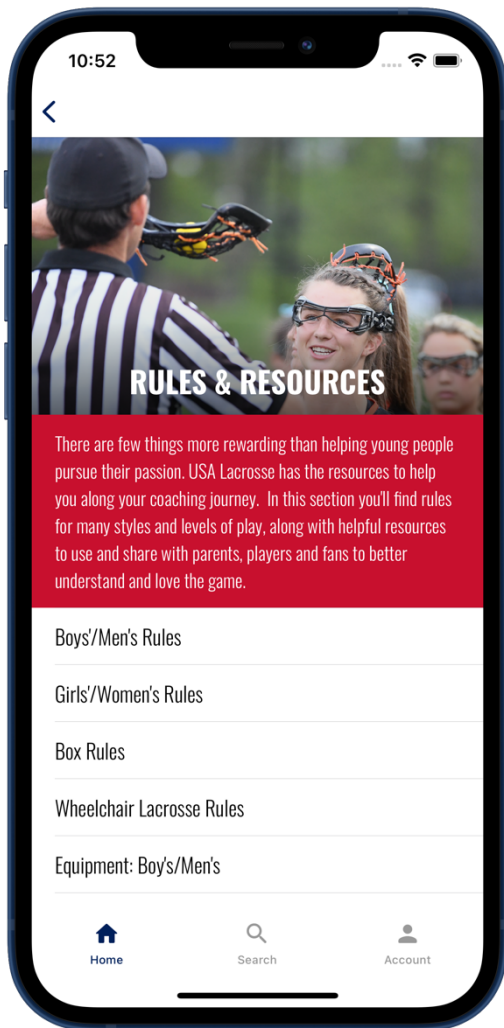 10:52
RULES & RESOURCES
There are few things more rewarding than helping young people
pursue their passion. USA Lacrosse has the resources to help
you along your coaching journey.  In this section you'll find rules
for many styles and levels of play, along with helpful resources
to use and share with parents, players and fans to better
understand and love the game.
Boys'/Men's Rules
Girls'/Women's Rules
Box Rules
Wheelchair Lacrosse Rules
Equipment: Boy's/Men's
Home Search Account